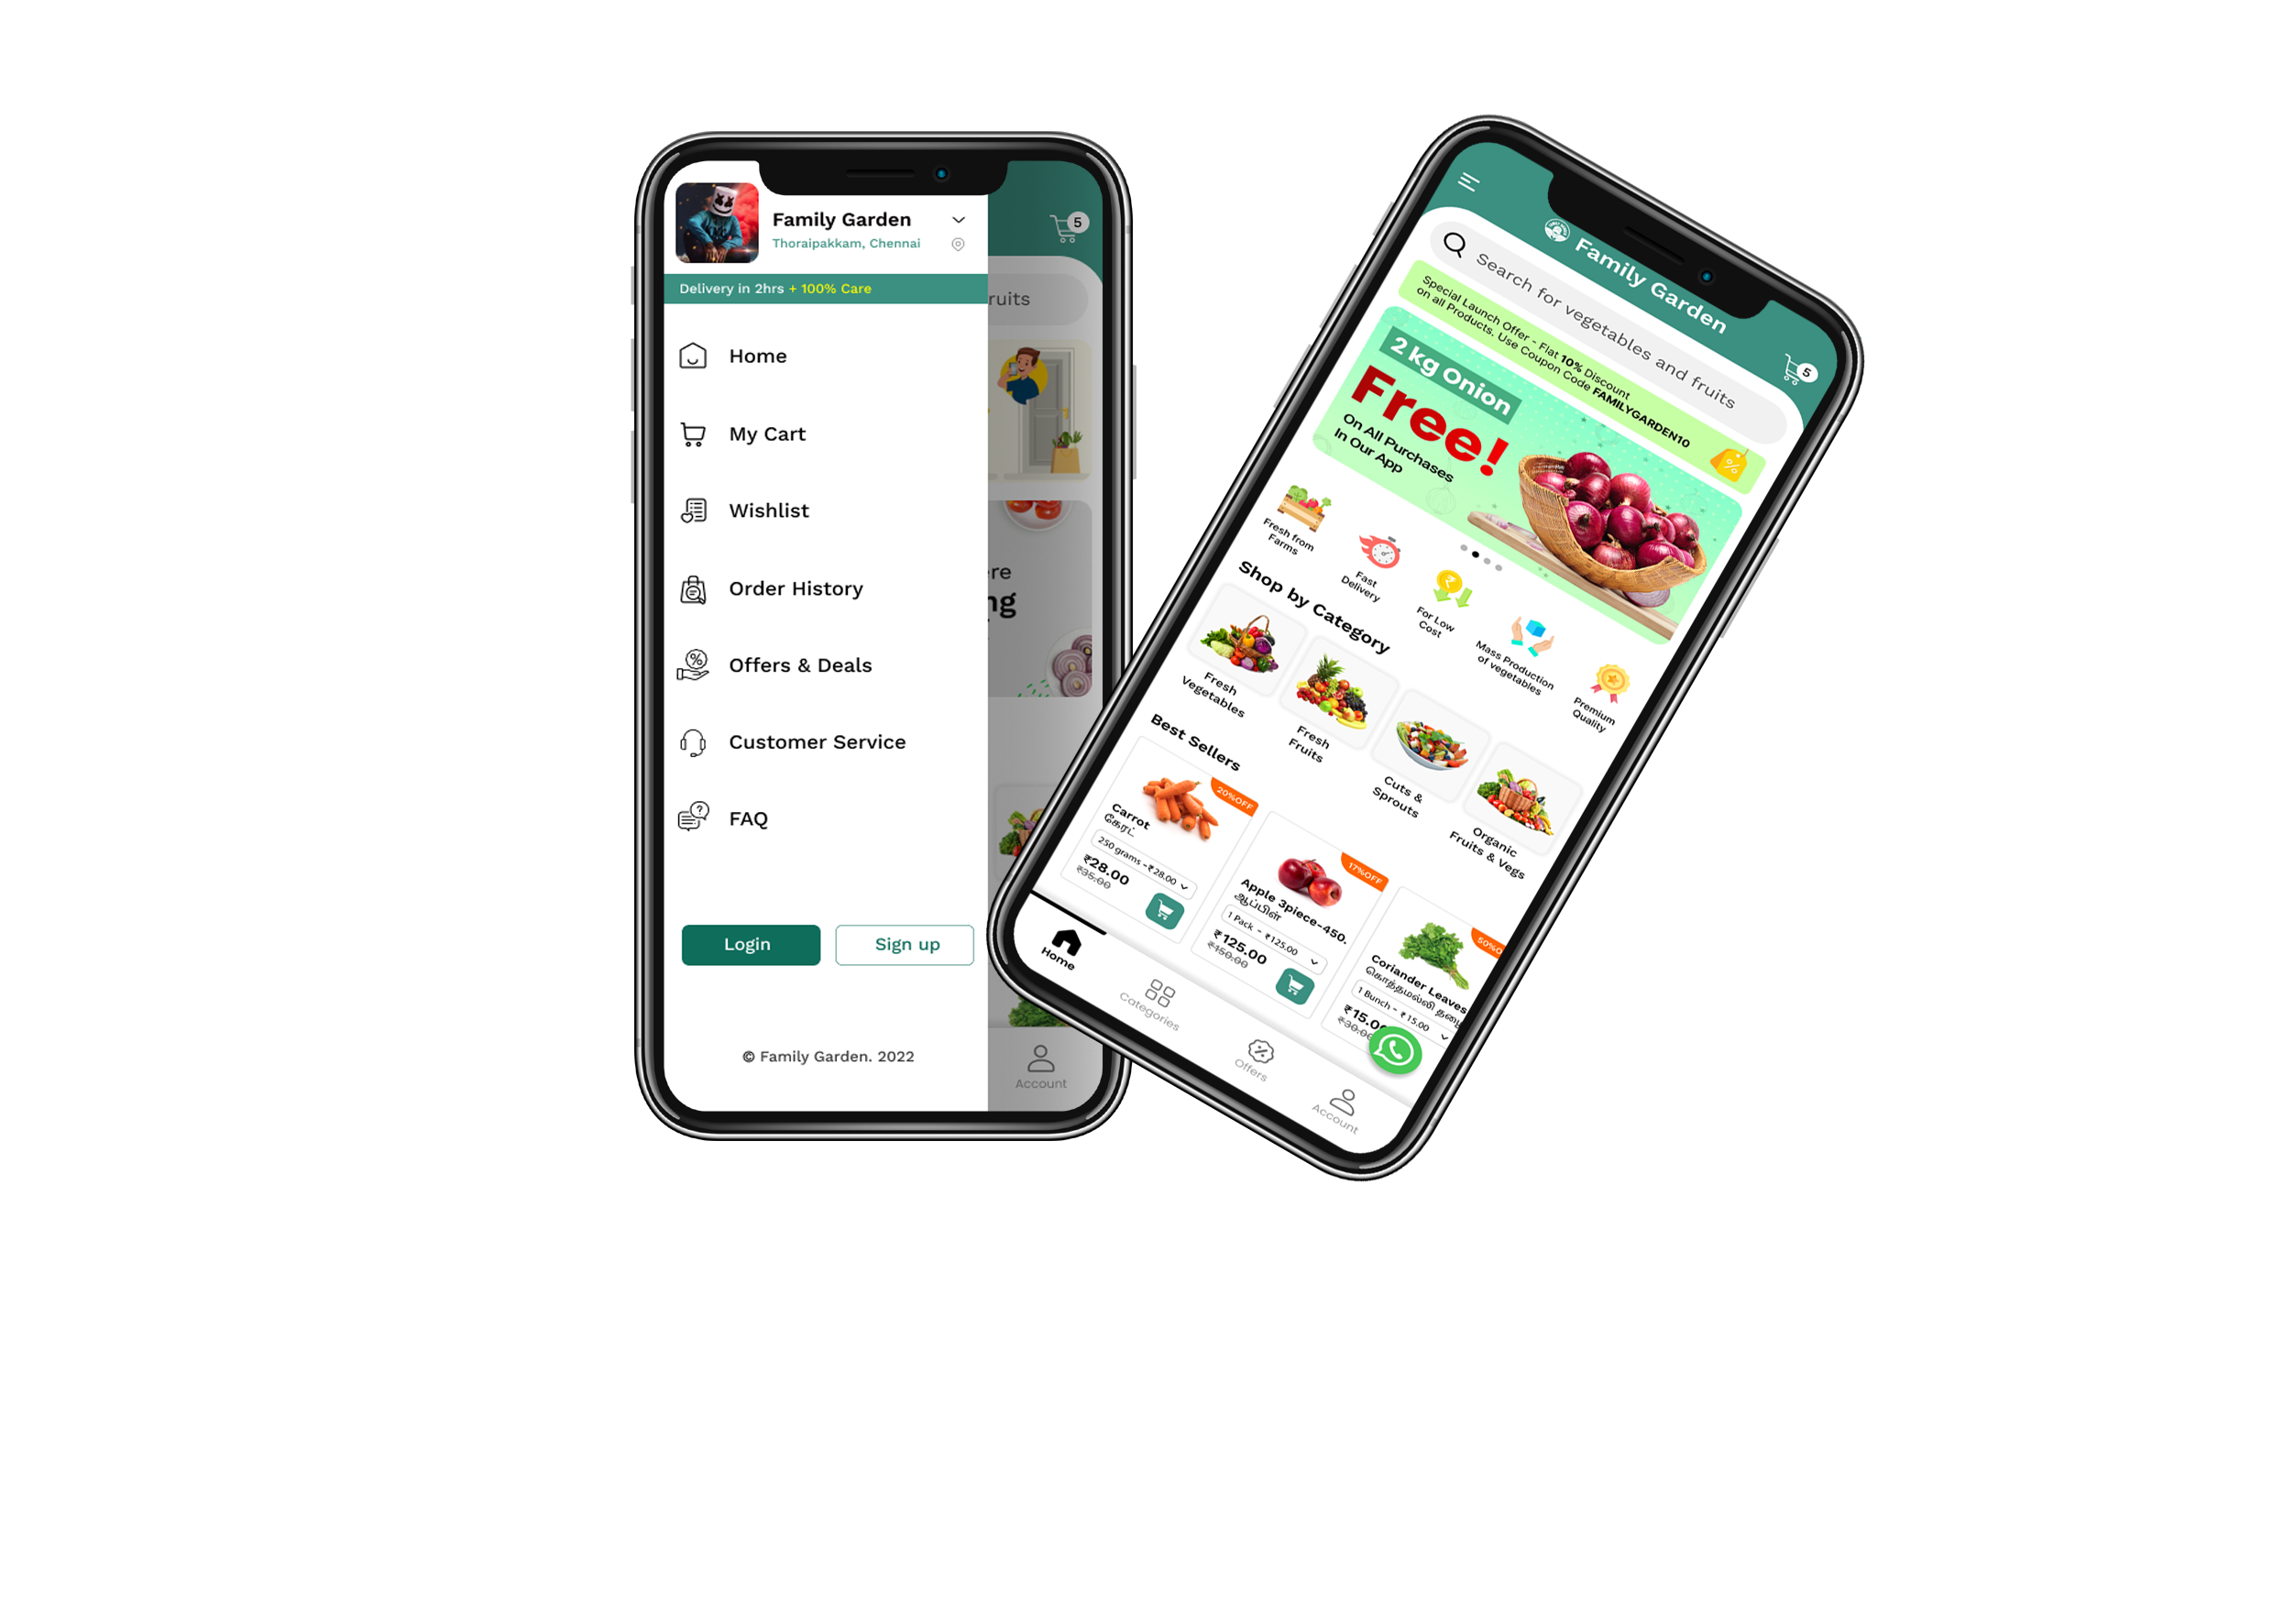 Family Garden
Thoraipakkam, Chennai
Delivery in 2hrs + 100% Care
Home
My Cart
Wishlist
Order History
Offers & Deals
Customer Service
FAQ
Login
Sign up
© Family Garden. 2022
5
ruits
ere
ng
Account
Family Garden
5
Search for vegetables and fruits
Special Launch Offer - Flat 10% Discount
on all Products. Use Coupon Code FAMILYGARDEN10
2 kg Onion
Free!
On All Purchases
In Our App
Fresh from
Farms
Fast
Delivery
For Low
Cost
Mass Production
of vegetables
Premium
Quality
Shop by Category
Fresh
Vegetables
Fresh
Fruits
Cuts &
Sprouts
Organic
Fruits & Vegs
Best Sellers
20%OFF
Carrot
கேரட்
250 grams -₹28.00
₹28.00
₹35.00
17%OFF
Apple 3piece-450.
ஆப்பிள்
1 Pack - ₹125.00
₹125.00
₹150.00
50%O
Coriander Leaves
கொத்தமல்லி தழை
1 Bunch - ₹15.00
₹15.00
₹30.00
Home
Categories
Offers
Account